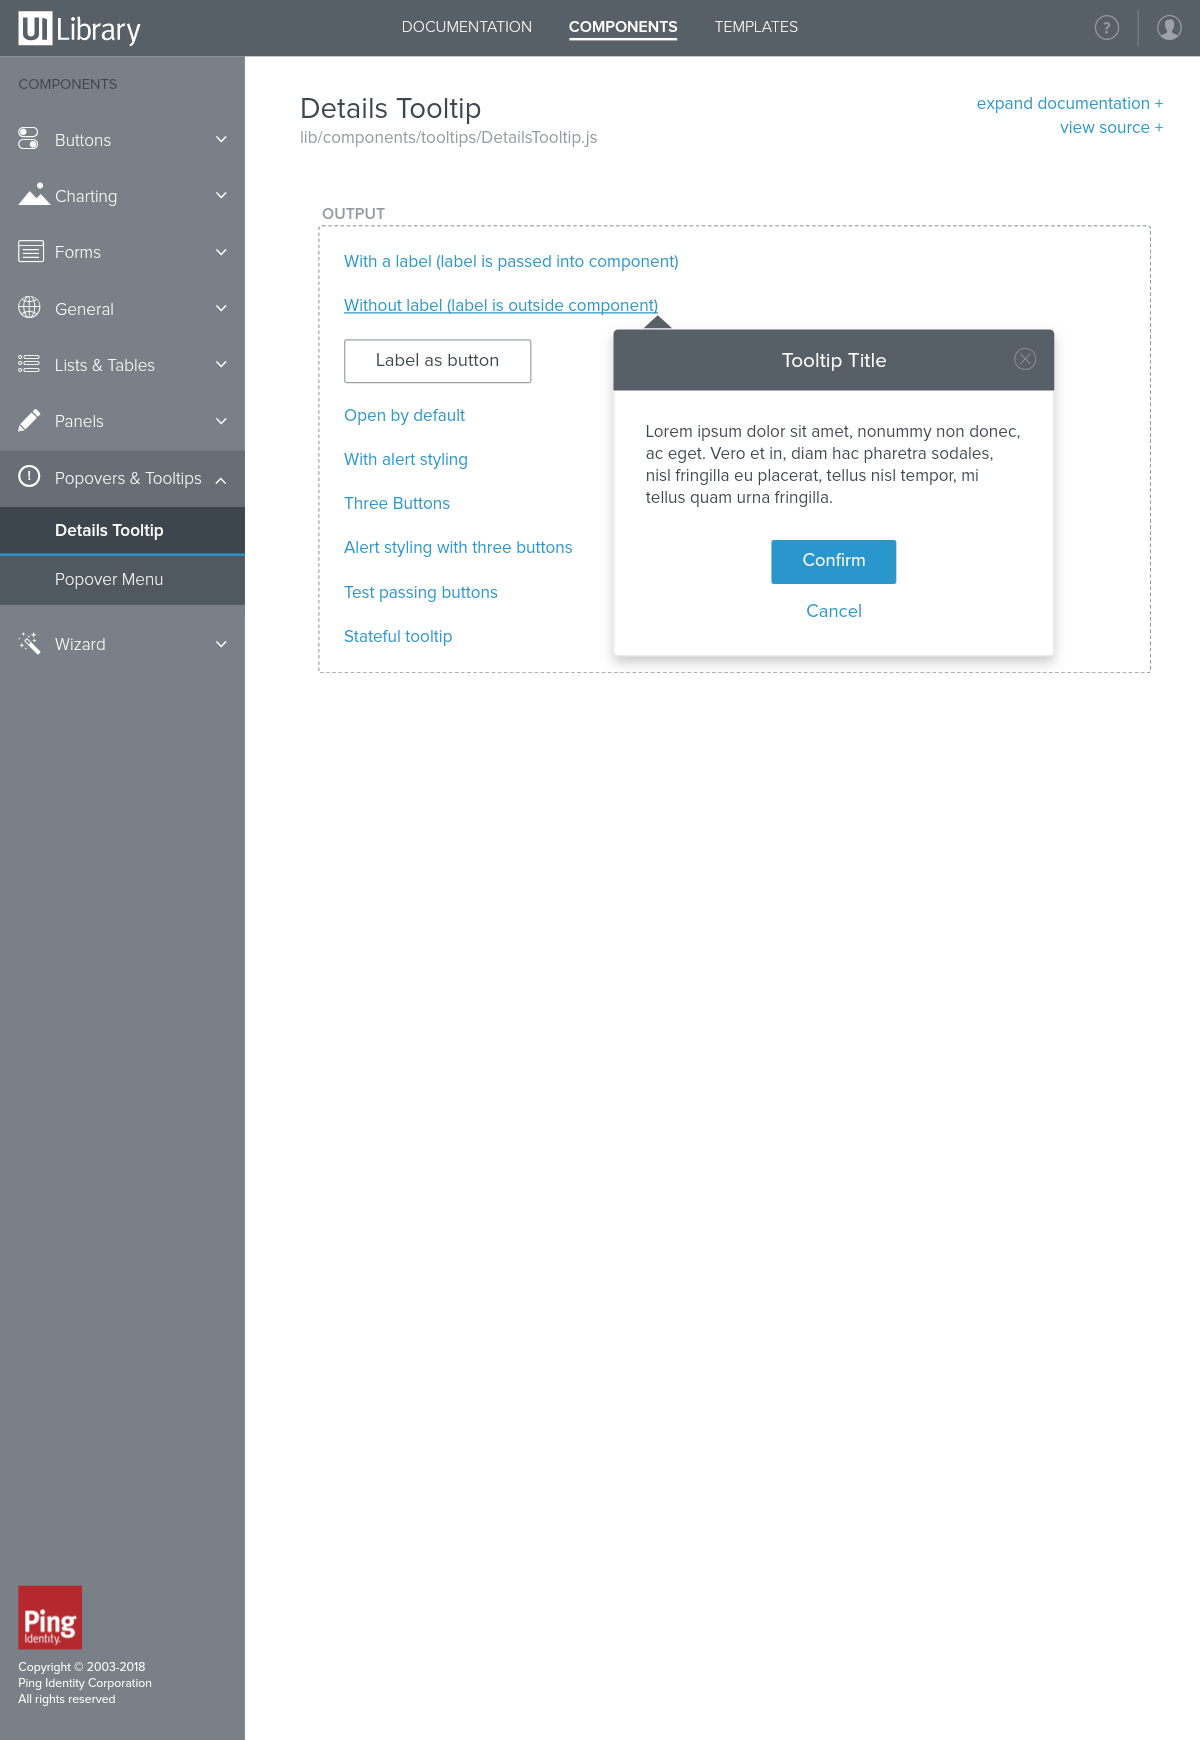 UI Library
DOCUMENTATION
COMPONENTS
TEMPLATES
?
COMPONENTS
Buttons
Charting
Forms
General
Lists & Tables
Panels
Popovers & Tooltips
Details Tooltip
Popover Menu
Wizard
Ping
Identity.
Copyright © 2003-2018
Ping Identity Corporation
All rights reserved
Details Tooltip
lib/components/tooltips/DetailsTooltip.js
expand documentation +
view source +
OUTPUT
With a label (label is passed into component)
Without label (label is outside component)
Label as button
Open by default
With alert styling
Three Buttons
Alert styling with three buttons
Test passing buttons
Stateful tooltip
Tooltip Title
Lorem ipsum dolor sit amet, nonummy non donec,
ac eget. Vero et in, diam hac pharetra sodales,
nisl fringilla eu placerat, tellus nisl tempor, mi
tellus quam urna fringilla.
Confirm
Cancel